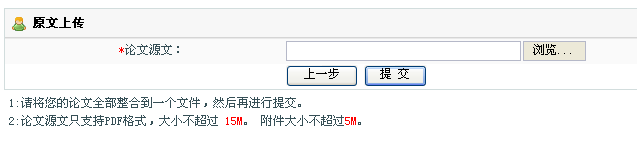 原文上传
*论文源文： 浏览...
上一步 提 交
1:请将您的论文全部整合到一个文件，然后再进行提交。
2:论文源文只支持PDF格式，大小不超过 15M。 附件大小不超过5M。